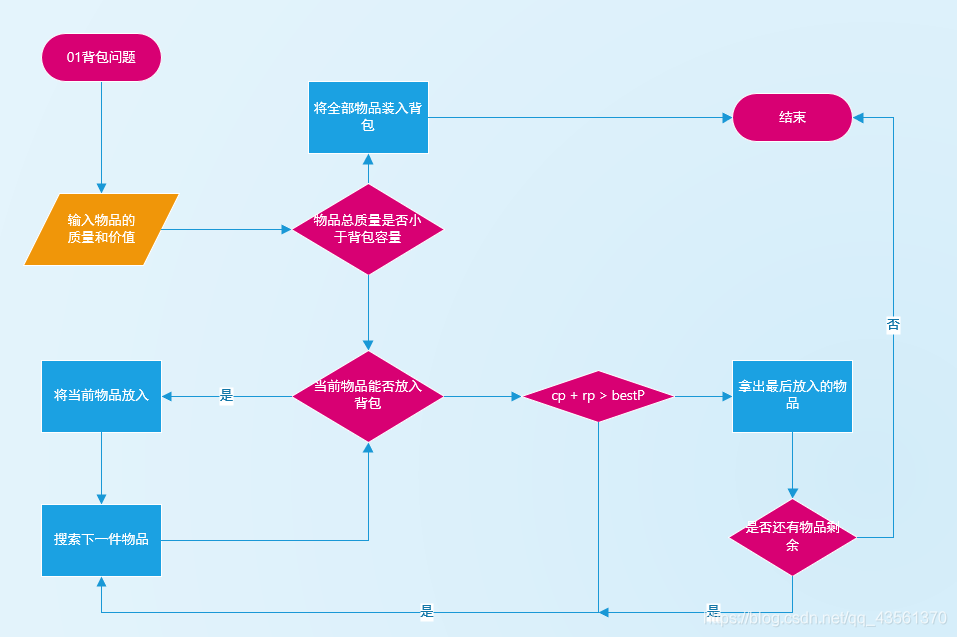 01背包问题
将全部物品装入背
包
结束
输入物品的
质量和价值
物品总质量是否小
于背包容量
否
将当前物品放入
是
当前物品能否放入
背包
cp + rp > bestP
拿出最后放入的物
品
搜索下一件物品
是否还有物品剩
余
是
是
https://blog.csdn.net/qq_43561370